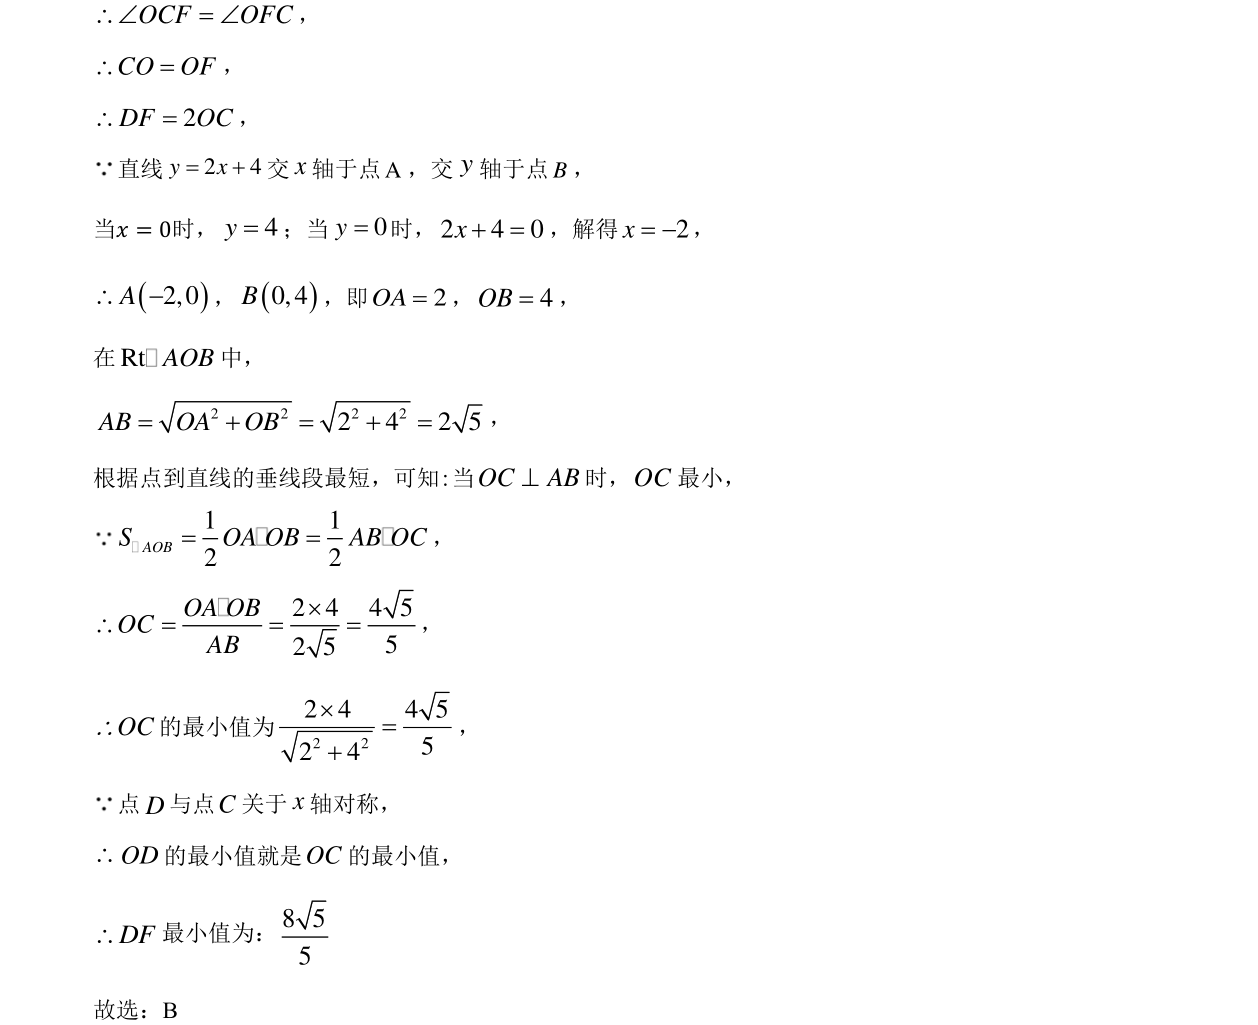 ∴∠OCF = ∠OFC，
∴CO = OF，
∴DF = 2OC，
∵直线 y = 2x + 4 交 x 轴于点 A，交 y 轴于点 B，
当x = 0时， y = 4；当 y = 0时， 2x + 4 = 0，解得 x = −2，
∴A(−2,0)，B(0,4)，即OA = 2，OB = 4，
在 Rt□ AOB 中，
AB = √(OA² + OB²) = √(2² + 4²) = 2√5，
根据点到直线的垂线段最短，可知:当OC ⊥ AB 时，OC 最小，
∵S□ AOB = 1/2 OA□OB = 1/2 AB□OC，
∴OC = OA□OB/AB = 2×4/2√5 = 4√5/5，
∴OC 的最小值为 2×4/√(2² + 4²) = 4√5/5，
∵点 D 与点 C 关于 x 轴对称，
∴ OD 的最小值就是OC 的最小值，
∴DF 最小值为：8√5/5
故选：B